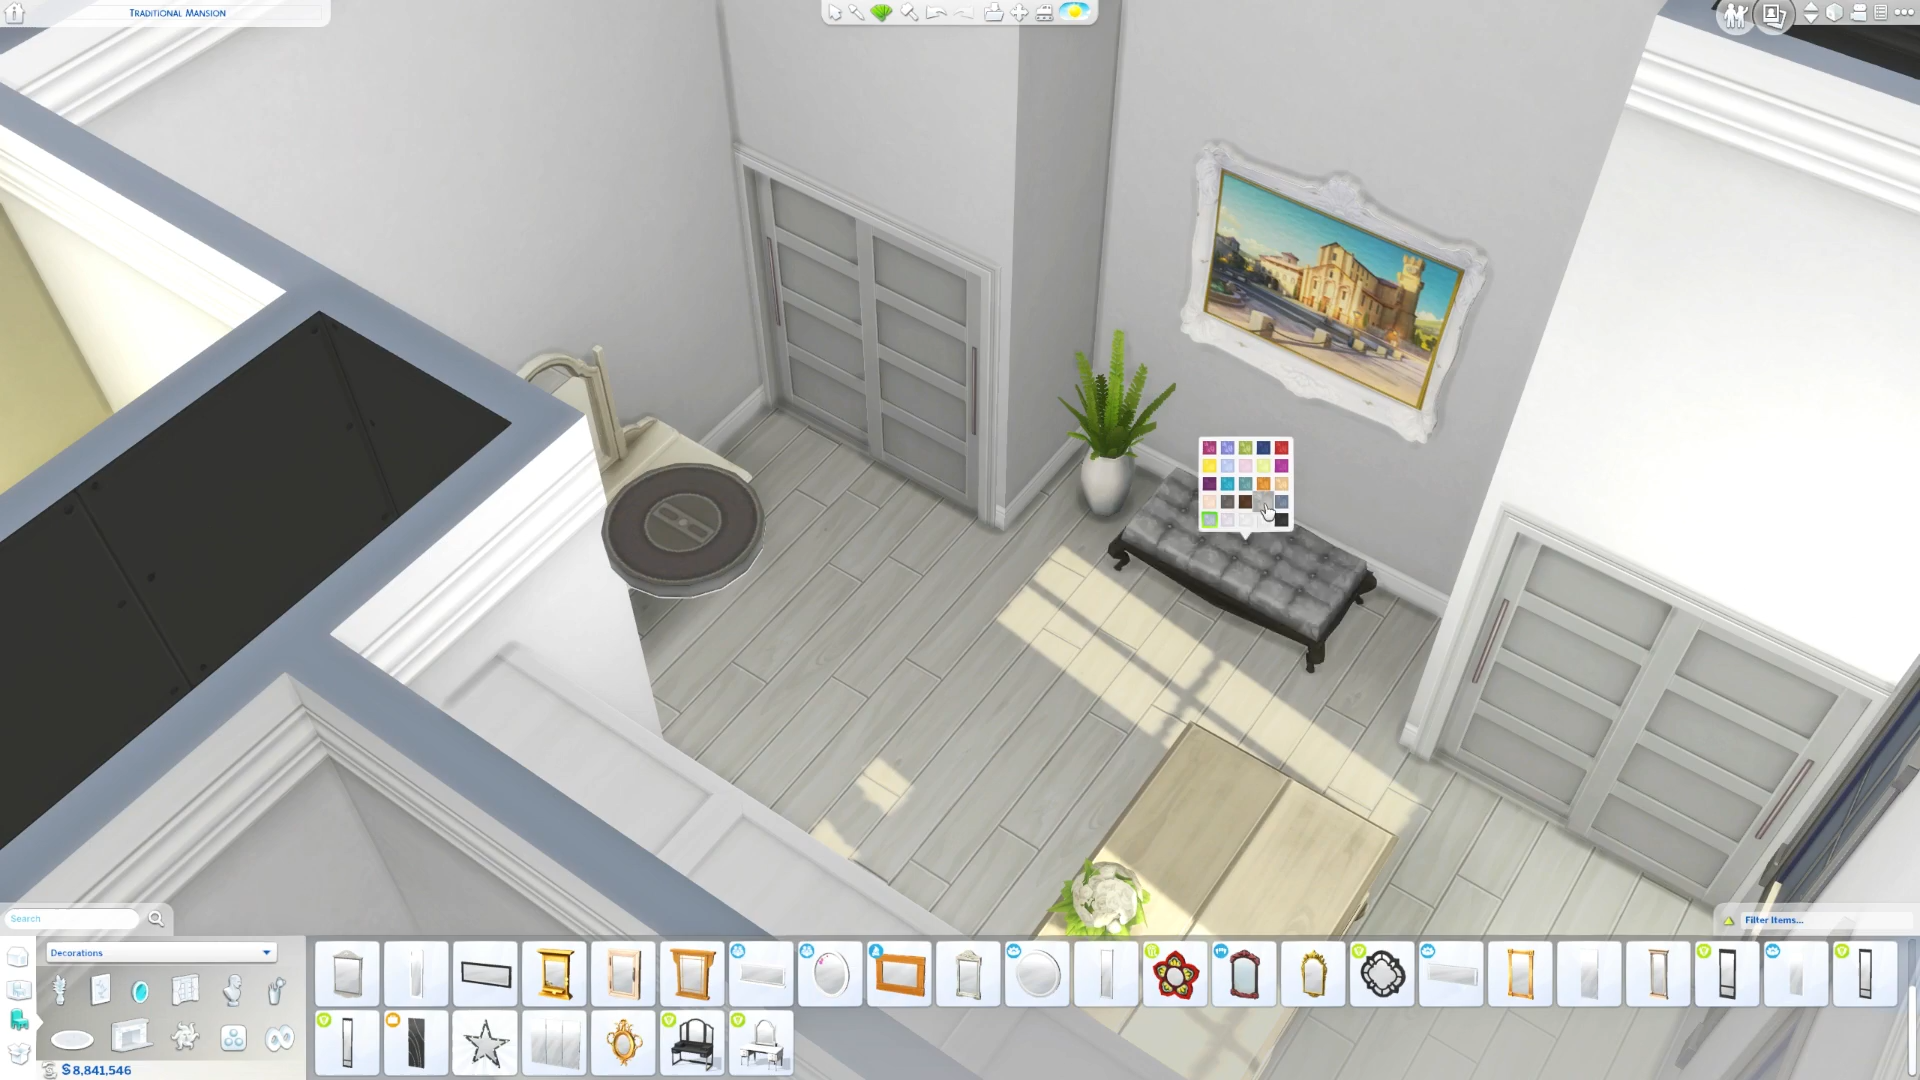 TRADITIONAL MANSION
Search
Filter Items...
Decorations
§8,841,546